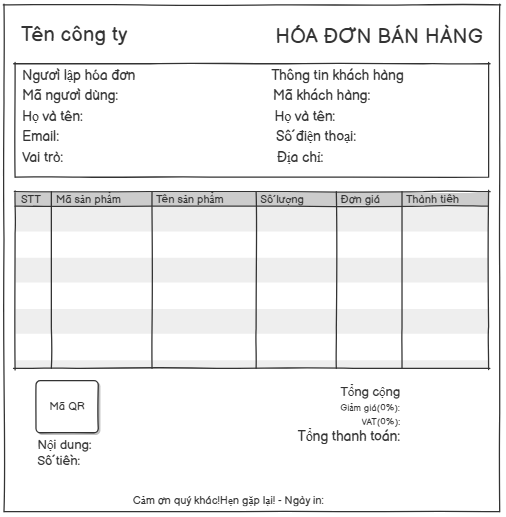 Tên công ty
HÓA ĐƠN BÁN HÀNG
Người lập hóa đơn
Mã người dùng:
Họ và tên:
Email:
Vai trò:
Thông tin khách hàng
Mã khách hàng:
Họ và tên:
Số điện thoại:
Địa chỉ:
STT Mã sản phẩm Tên sản phẩm Số lượng Đơn giá Thành tiền
Mã QR
Nội dung:
Số tiền:
Tổng cộng
Giảm giá(0%):
VAT(0%):
Tổng thanh toán:
Cảm ơn quý khác!Hẹn gặp lại! - Ngày in: